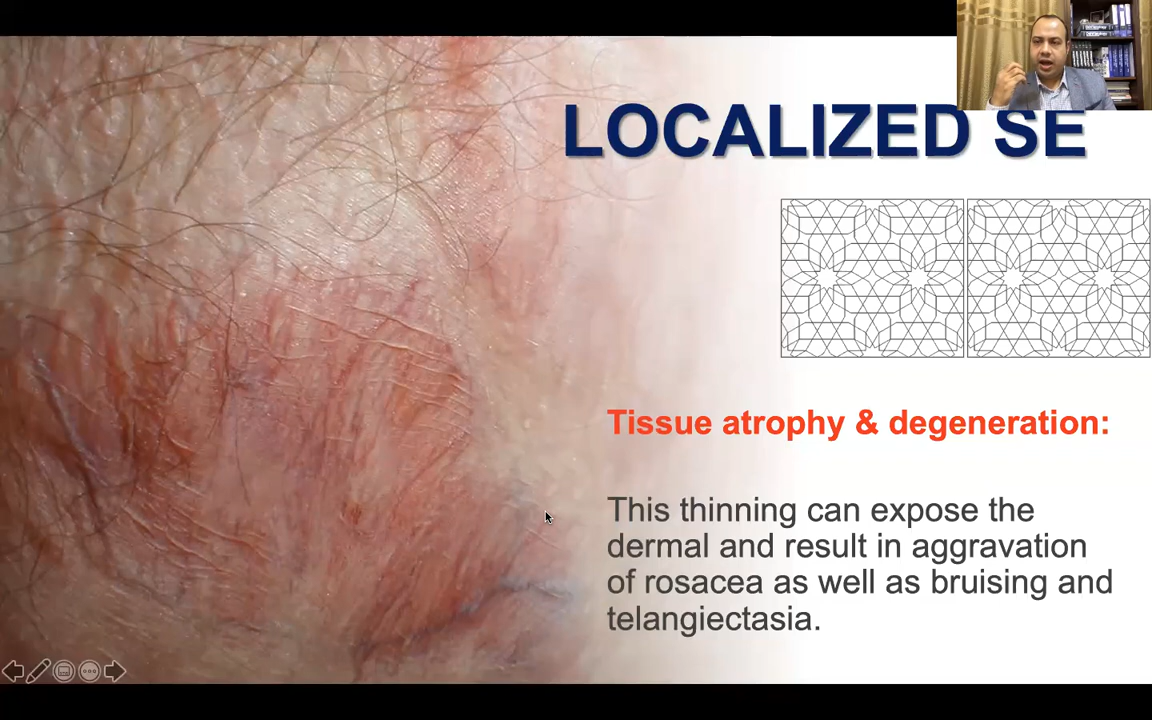 LOCALIZED SE
Tissue atrophy & degeneration:
This thinning can expose the
dermal and result in aggravation
of rosacea as well as bruising and
telangiectasia.